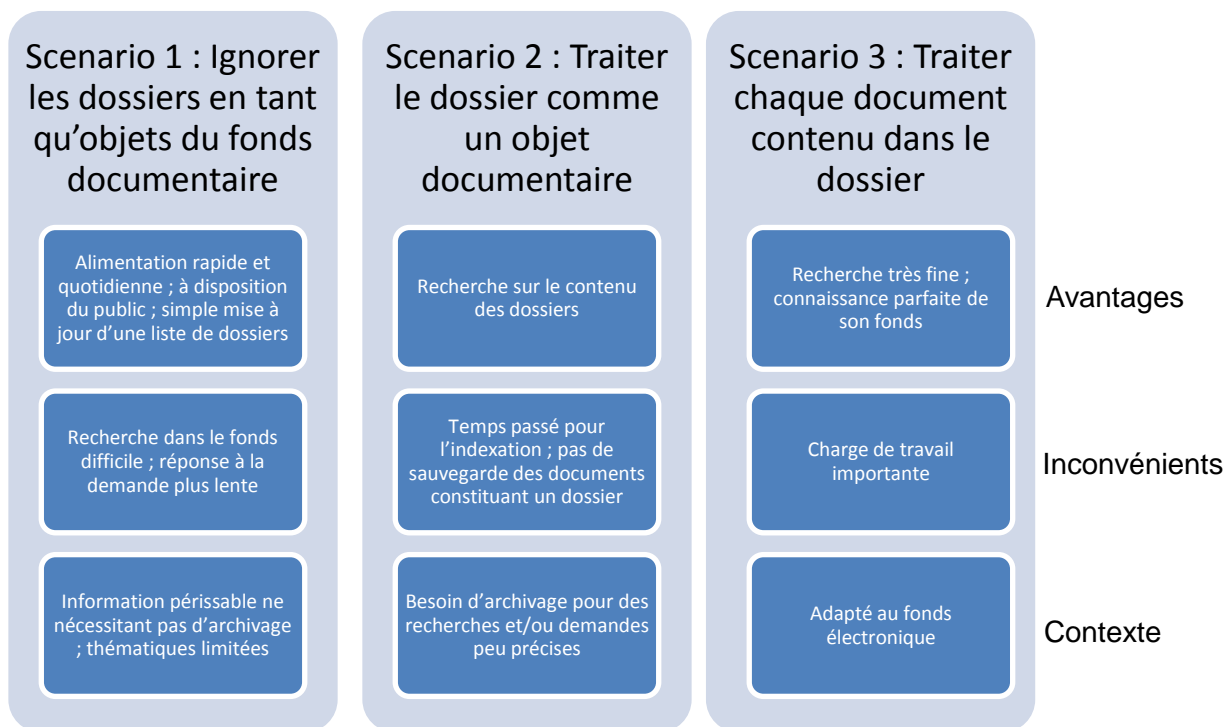 Scenario 1 : Ignorer
les dossiers en tant
qu’objets du fonds
documentaire
Alimentation rapide et
quotidienne ; à disposition
du public ; simple mise à
jour d’une liste de dossiers
Recherche dans le fonds
difficile ; réponse à la
demande plus lente
Information périssable ne
nécessitant pas d’archivage
; thématiques limitées
Scenario 2 : Traiter
le dossier comme
un objet
documentaire
Recherche sur le contenu
des dossiers
Temps passé pour
l’indexation ; pas de
sauvegarde des documents
constituant un dossier
Besoin d’archivage pour des
recherches et/ou demandes
peu précises
Scenario 3 : Traiter
chaque document
contenu dans le
dossier
Recherche très fine ;
connaissance parfaite de
son fonds
Charge de travail
importante
Adapté au fonds
électronique
Avantages
Inconvénients
Contexte